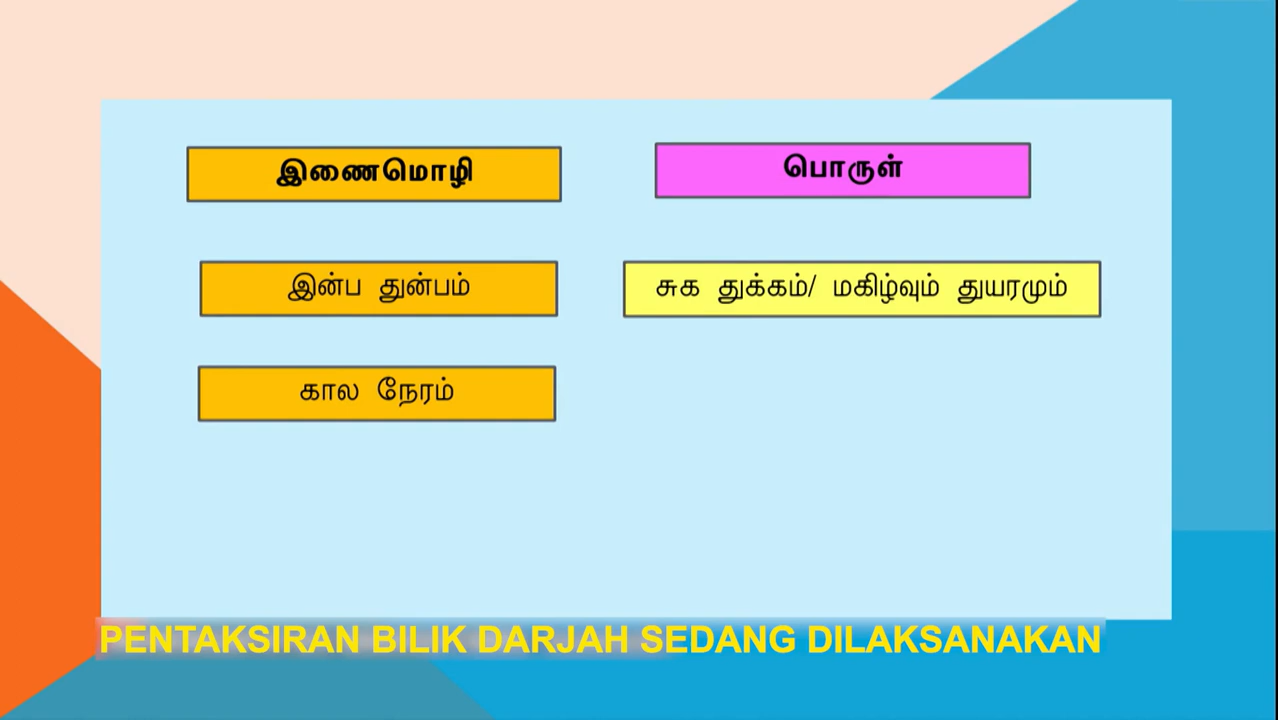 இணைமொழி
பொருள்
இன்ப துன்பம்
சுக துக்கம்/ மகிழ்வும் துயரமும்
கால நேரம்
PENTAKSIRAN BILIK DARJAH SEDANG DILAKSANAKAN